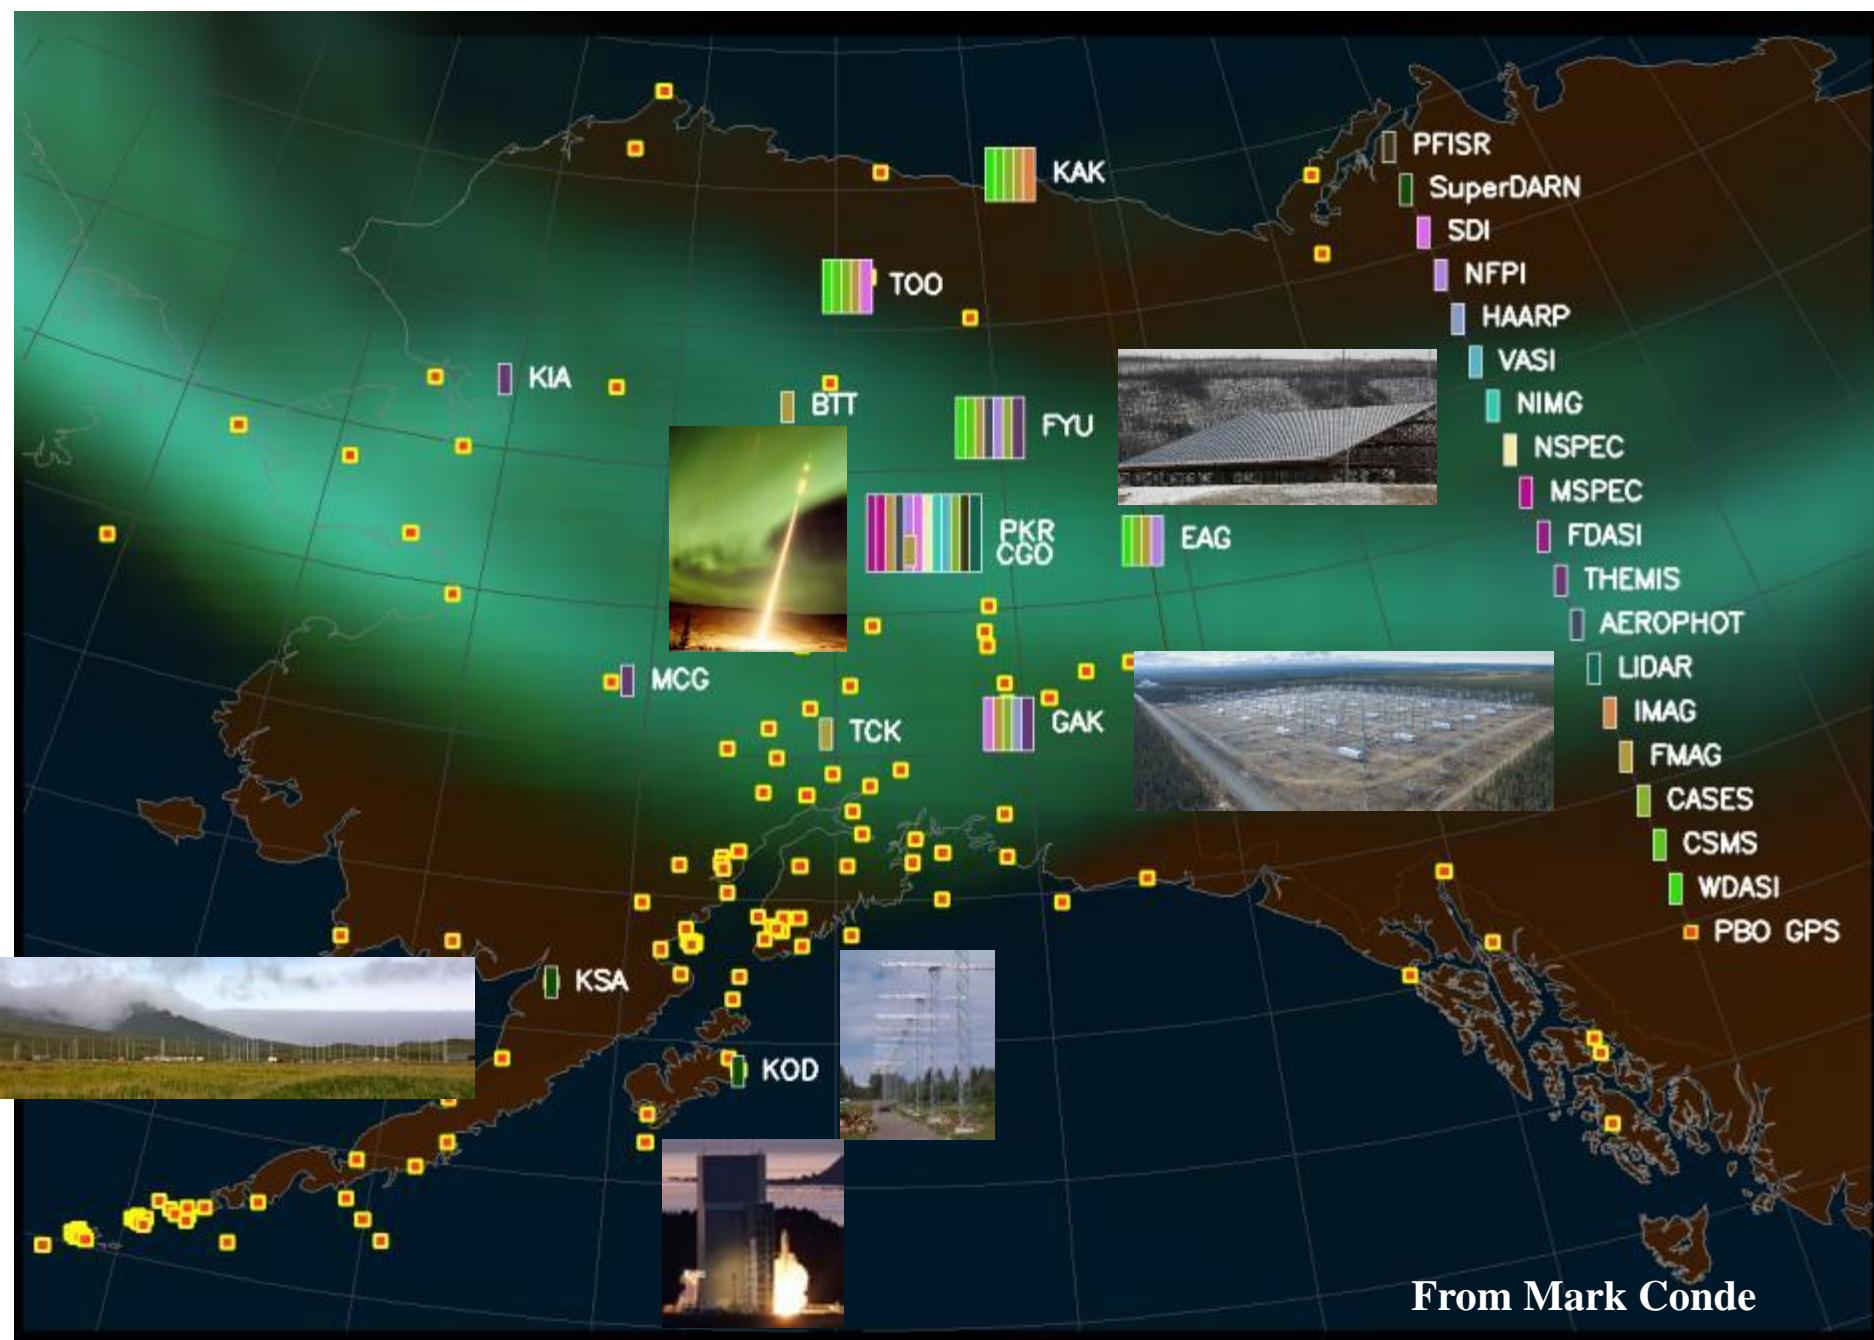 KAK
TOO
KIA
BTT
FYU
PKR
CGO
EAG
MCG
TCK
GAK
KSA
KOD
PFISR
SuperDARN
SDI
NFPI
HAARP
VASI
NIMG
NSPEC
MSPEC
FDASI
THEMIS
AEROPHOT
LIDAR
IMAG
FMAG
CASES
CSMS
WDASI
PBO GPS
From Mark Conde